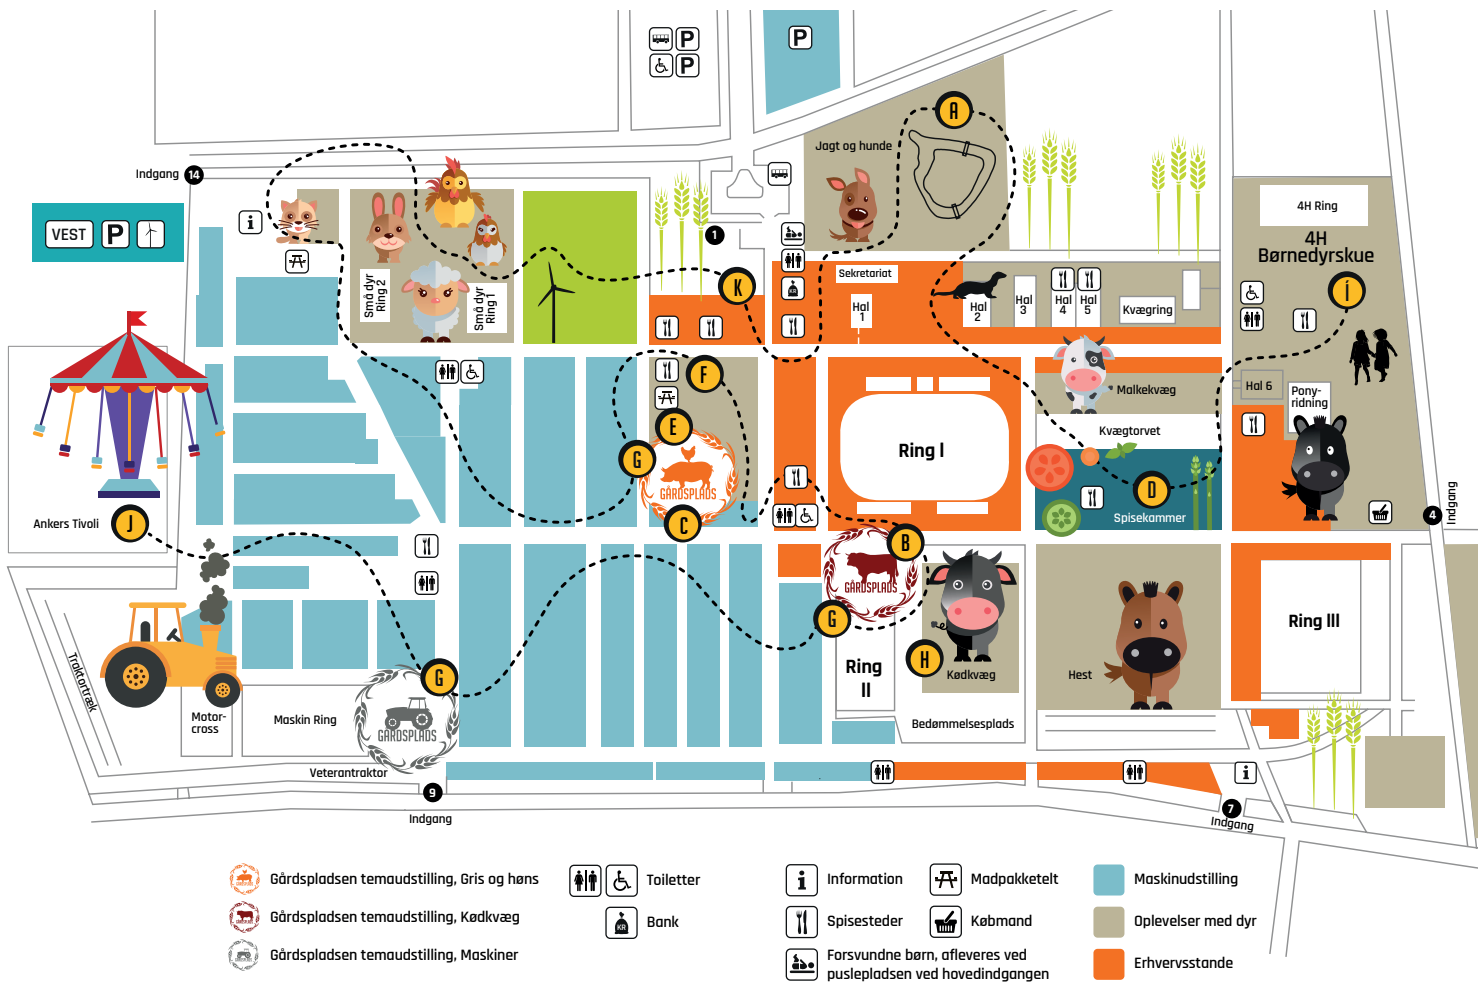 P
P
P
A
Jagt og hunde
Indgang 14
i
VEST P
1
4H Ring
4H
Børnedyrskue
Í
Sekretariat
K
KR
Hal
1
Hal
2
Hal
3
Hal
4
Hal
5
Kvægring
Små dyr
Ring 2
Små dyr
Ring 1
F
Malkekvæg
Hal 6
Pony-
ridning
E
Kvægtorvet
G
Ring I
GÅRDSPLADS
D
Spisekammer
C
4
Indgang
Ankers Tivoli
J
B
GÅRDSPLADS
G
Ring III
H
Kødkvæg
Ring
II
Hest
Traktortræk
G
Motor-
cross
Maskin Ring
GÅRDSPLADS
Bedømmelsesplads
Veterantraktor
i
9
Indgang
7
Indgang
Gårdspladsen temaudstilling, Gris og høns
Gårdspladsen temaudstilling, Kødkvæg
Gårdspladsen temaudstilling, Maskiner
Toiletter
KR
Bank
i
Information
Spisesteder
Forsvundne børn, afleveres ved
puslepladsen ved hovedindgangen
Madpakketelt
Købmand
Maskinudstilling
Oplevelser med dyr
Erhvervsstande